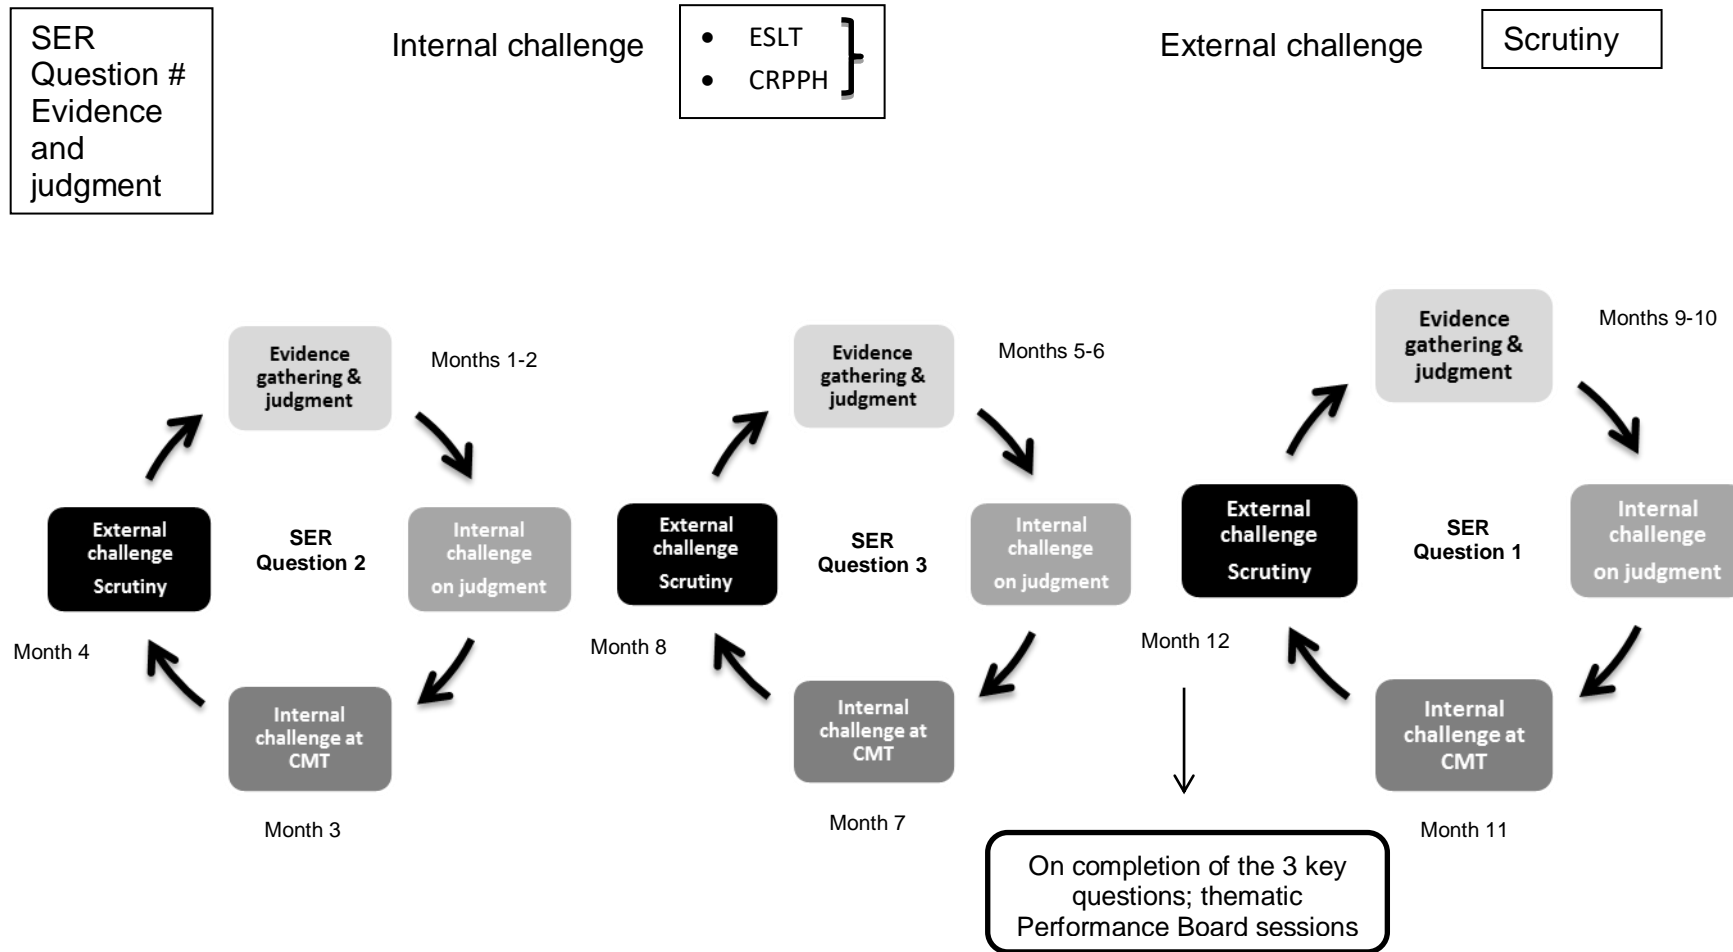 SER
Question #
Evidence
and
judgment
Internal challenge
• ESLT
• CRPPH
External challenge
Scrutiny
Evidence
gathering &
judgment
Months 1-2
External
challenge
Scrutiny
SER
Question 2
Internal
challenge
on judgment
Month 4
Internal
challenge at
CMT
Month 3
Evidence
gathering &
judgment
Months 5-6
External
challenge
Scrutiny
SER
Question 3
Internal
challenge
on judgment
Month 8
Internal
challenge at
CMT
Month 7
Evidence
gathering &
judgment
Months 9-10
External
challenge
Scrutiny
SER
Question 1
Internal
challenge
on judgment
Month 12
Internal
challenge at
CMT
Month 11
On completion of the 3 key
questions; thematic
Performance Board sessions